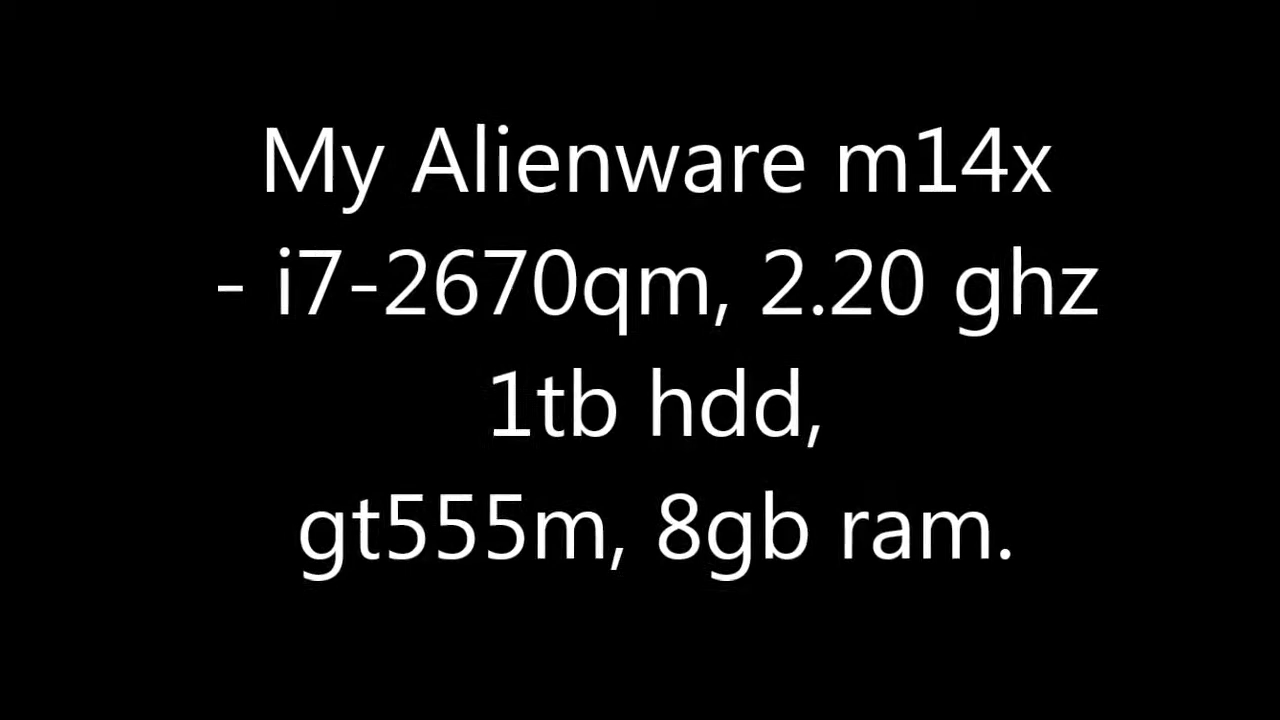 My Alienware m14x
- i7-2670qm, 2.20 ghz
1tb hdd,
gt555m, 8gb ram.